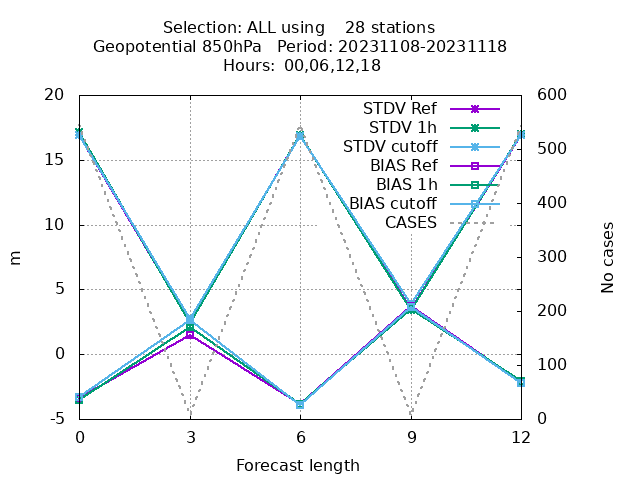 Selection: ALL using    28 stations
Geopotential 850hPa   Period: 20231108-20231118
Hours: 00,06,12,18
STDV Ref
STDV 1h
STDV cutoff
BIAS Ref
BIAS 1h
BIAS cutoff
CASES
20
15
10
5
0
-5
m
600
500
400
300
200
100
0
No cases
0 3 6 9 12
Forecast length